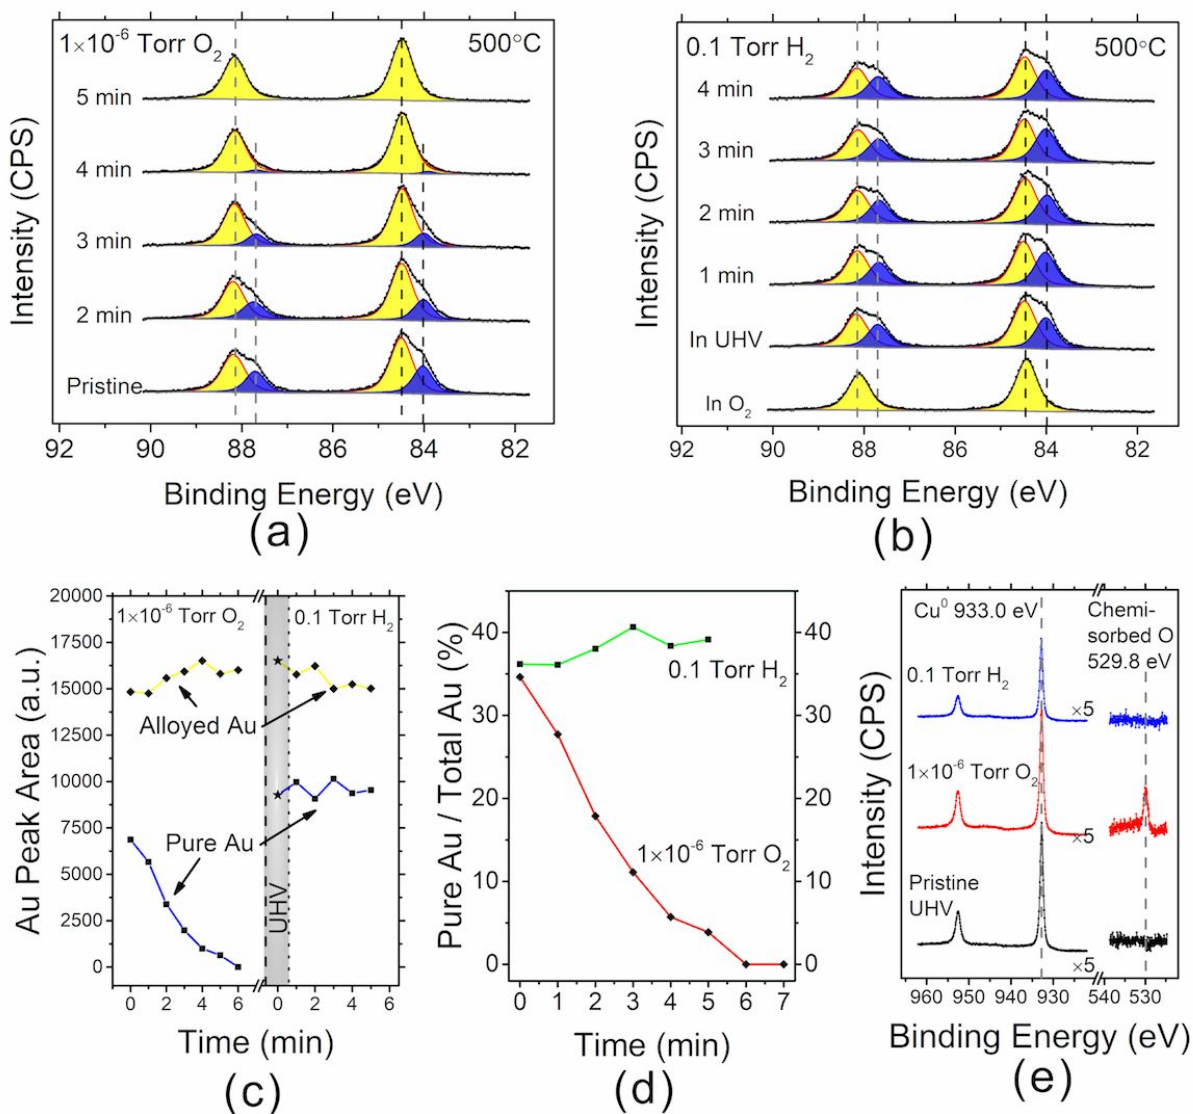 1×10⁻⁶ Torr O₂
500°C
5 min
4 min
3 min
2 min
Pristine
Intensity (CPS)
92 90 88 86 84 82
Binding Energy (eV)
(a)
0.1 Torr H₂
500°C
4 min
3 min
2 min
1 min
In UHV
In O₂
Intensity (CPS)
92 90 88 86 84 82
Binding Energy (eV)
(b)
20000
17500
15000
12500
10000
7500
5000
2500
0
Au Peak Area (a.u.)
1×10⁻⁶ Torr O₂
0.1 Torr H₂
Alloyed Au
Pure Au
UHV
0 2 4 6 0 2 4 6
Time (min)
(c)
40
30
20
10
0
Pure Au / Total Au (%)
0.1 Torr H₂
1×10⁻⁶ Torr O₂
40
30
20
10
0
0 1 2 3 4 5 6 7
Time (min)
(d)
Cu⁰ 933.0 eV
Chemi-
sorbed O
529.8 eV
0.1 Torr H₂
×5
1×10⁻⁶ Torr O₂
×5
Pristine
UHV
×5
Intensity (CPS)
960 950 940 930 540 530
Binding Energy (eV)
(e)